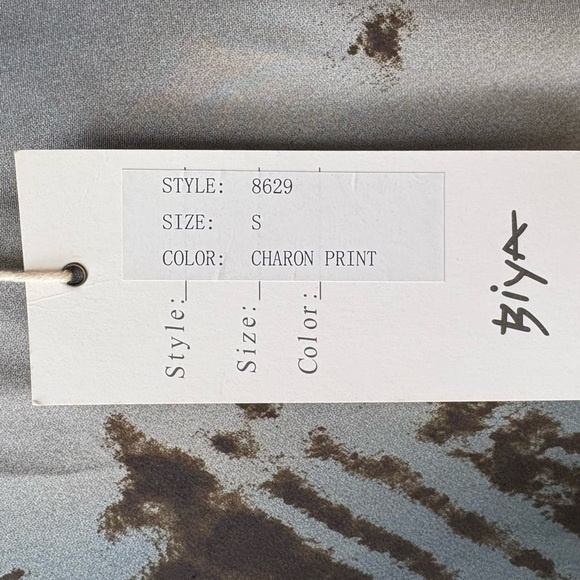 STYLE: 8629
SIZE: S
COLOR: CHARON PRINT
Style:
Size:
Color:
Biya